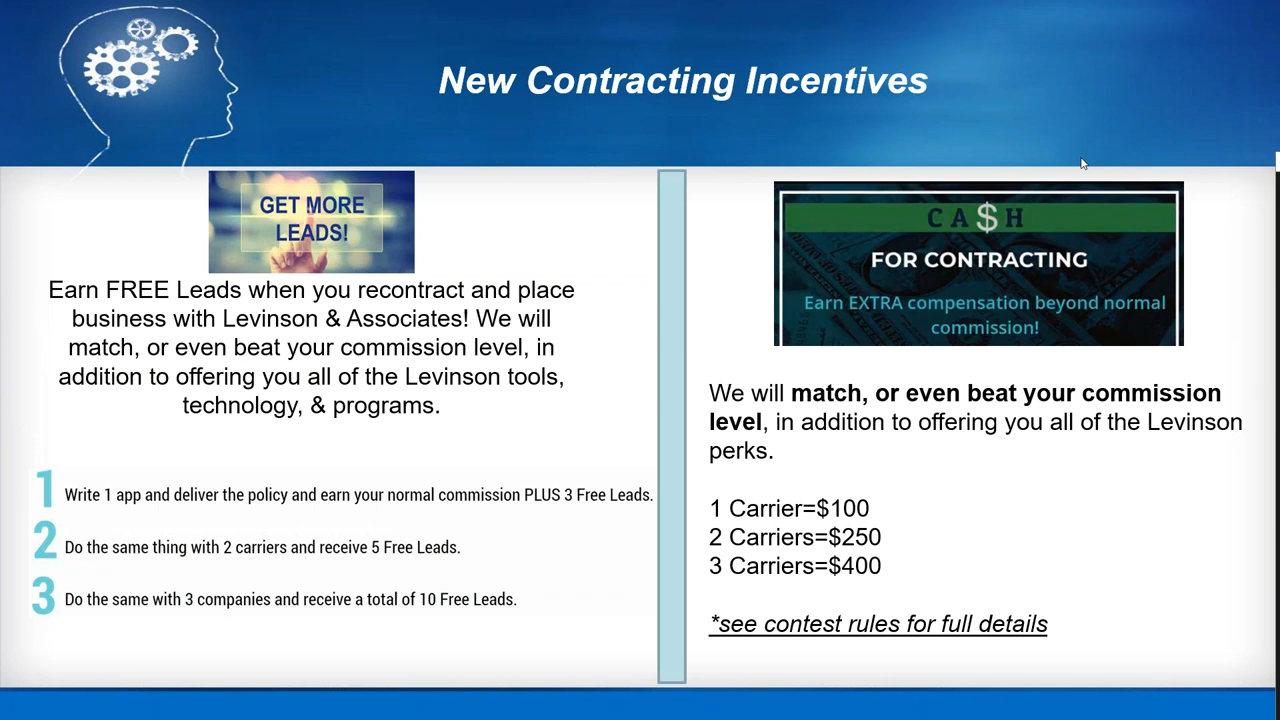 New Contracting Incentives
GET MORE
LEADS!
Earn FREE Leads when you recontract and place
business with Levinson & Associates! We will
match, or even beat your commission level, in
addition to offering you all of the Levinson tools,
technology, & programs.
1 Write 1 app and deliver the policy and earn your normal commission PLUS 3 Free Leads.
2 Do the same thing with 2 carriers and receive 5 Free Leads.
3 Do the same with 3 companies and receive a total of 10 Free Leads.
CA$H
FOR CONTRACTING
Earn EXTRA compensation beyond normal
commission!
We will match, or even beat your commission
level, in addition to offering you all of the Levinson
perks.
1 Carrier=$100
2 Carriers=$250
3 Carriers=$400
*see contest rules for full details